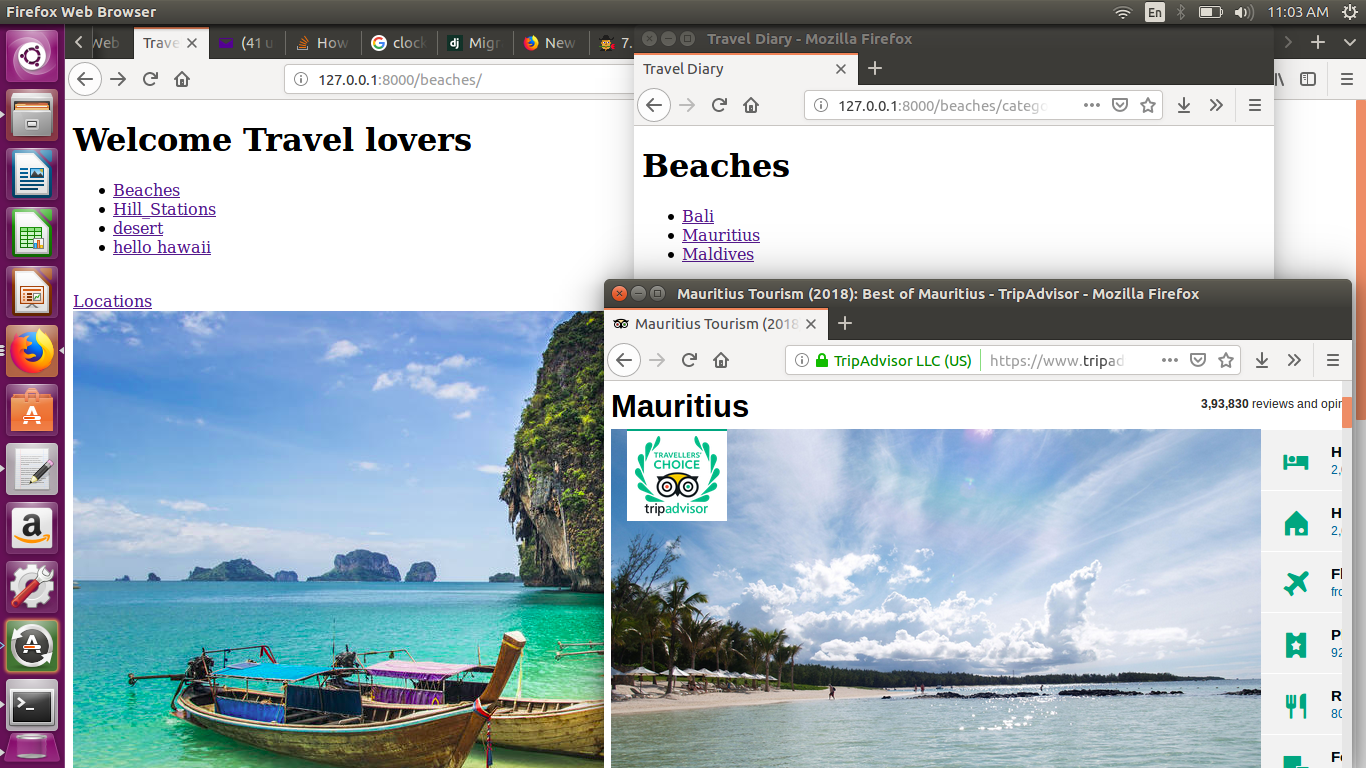 Firefox Web Browser
En
11:03 AM
Web
Trave
(41 u
How
clock
Migr
New
7.
127.0.0.1:8000/beaches/
Welcome Travel lovers
Beaches
Hill_Stations
desert
hello hawaii
Locations
Travel Diary - Mozilla Firefox
Travel Diary
127.0.0.1:8000/beaches/catego
Beaches
Bali
Mauritius
Maldives
Mauritius Tourism (2018): Best of Mauritius - TripAdvisor - Mozilla Firefox
Mauritius Tourism (2018
TripAdvisor LLC (US)
https://www.tripad
Mauritius
3,93,830 reviews and opin
TRAVELLERS'
CHOICE
tripadvisor
H
2,
H
2,
Fl
fro
P
92
R
80
Fo